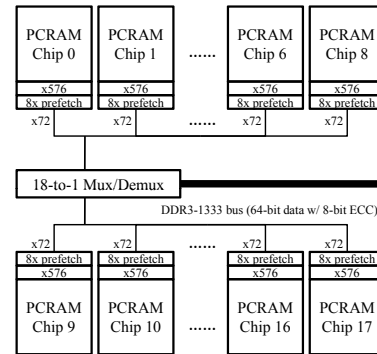 PCRAM PCRAM PCRAM PCRAM
Chip 0 Chip 1 ...... Chip 6 Chip 8
x576 x576 x576 x576
8x prefetch 8x prefetch 8x prefetch 8x prefetch
x72 x72 ...... x72 x72
18-to-1 Mux/Demux
DDR3-1333 bus (64-bit data w/ 8-bit ECC)
x72 x72 ...... x72 x72
8x prefetch 8x prefetch 8x prefetch 8x prefetch
x576 x576 x576 x576
PCRAM PCRAM PCRAM PCRAM
Chip 9 Chip 10 ...... Chip 16 Chip 17